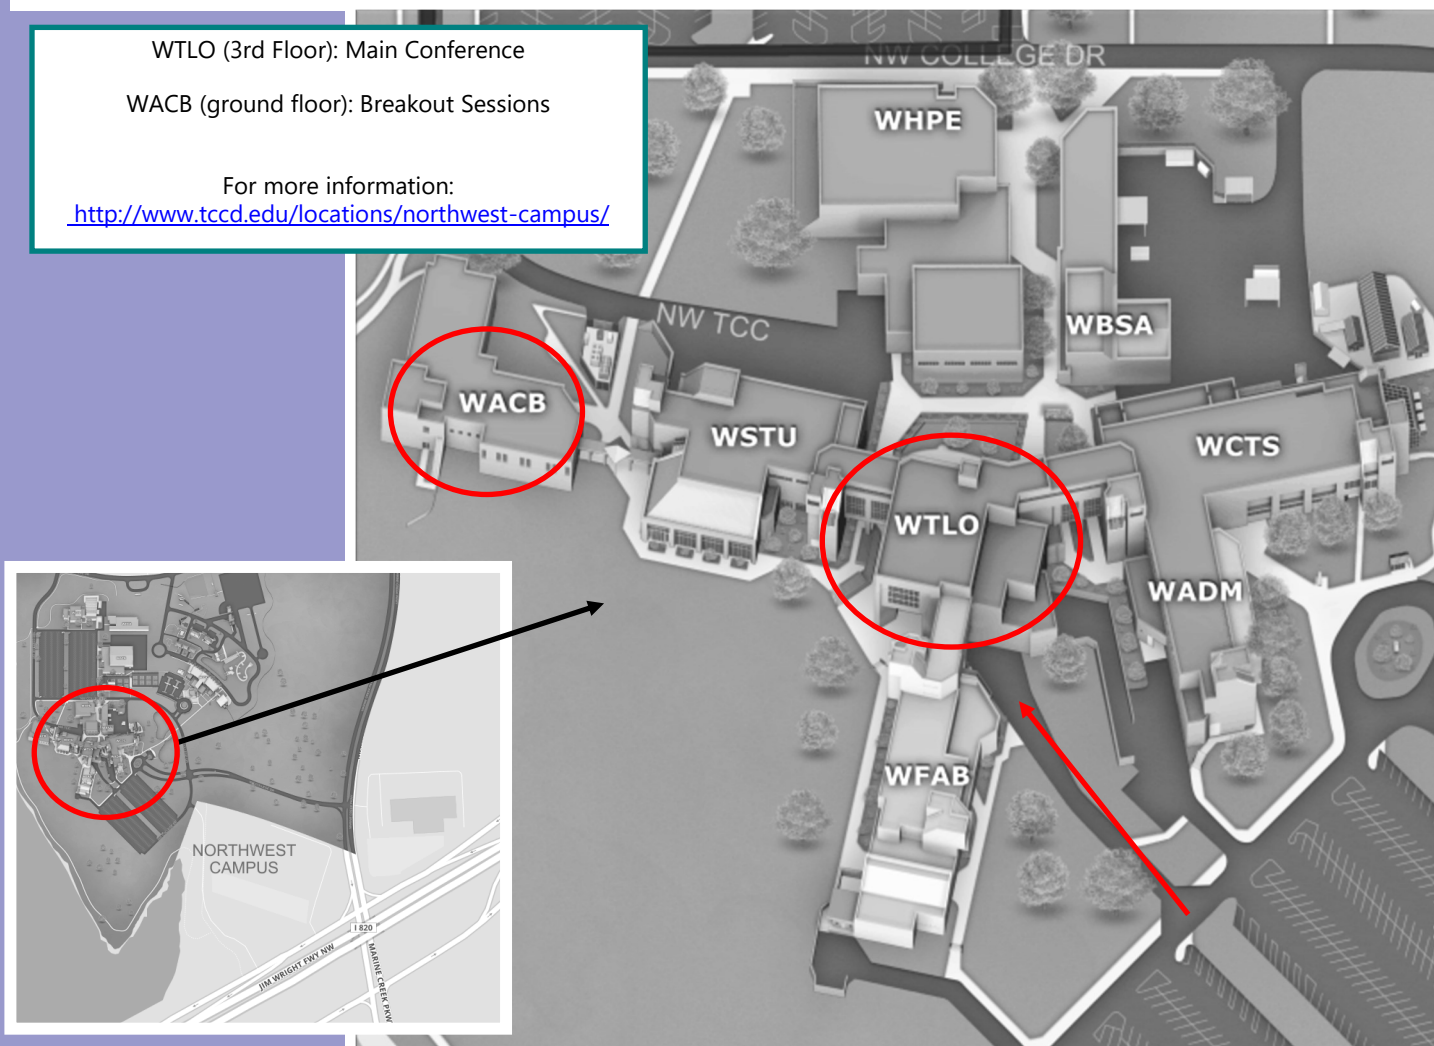 WTLO (3rd Floor): Main Conference
WACB (ground floor): Breakout Sessions
For more information:
http://www.tccd.edu/locations/northwest-campus/
NW COLLEGE DR
WHPE
WBSA
NW TCC
WACB
WSTU
WCTS
WTLO
WADM
WFAB
NORTHWEST
CAMPUS
I 820
JIM WRIGHT FWY NW
MARINE CREEK PKW